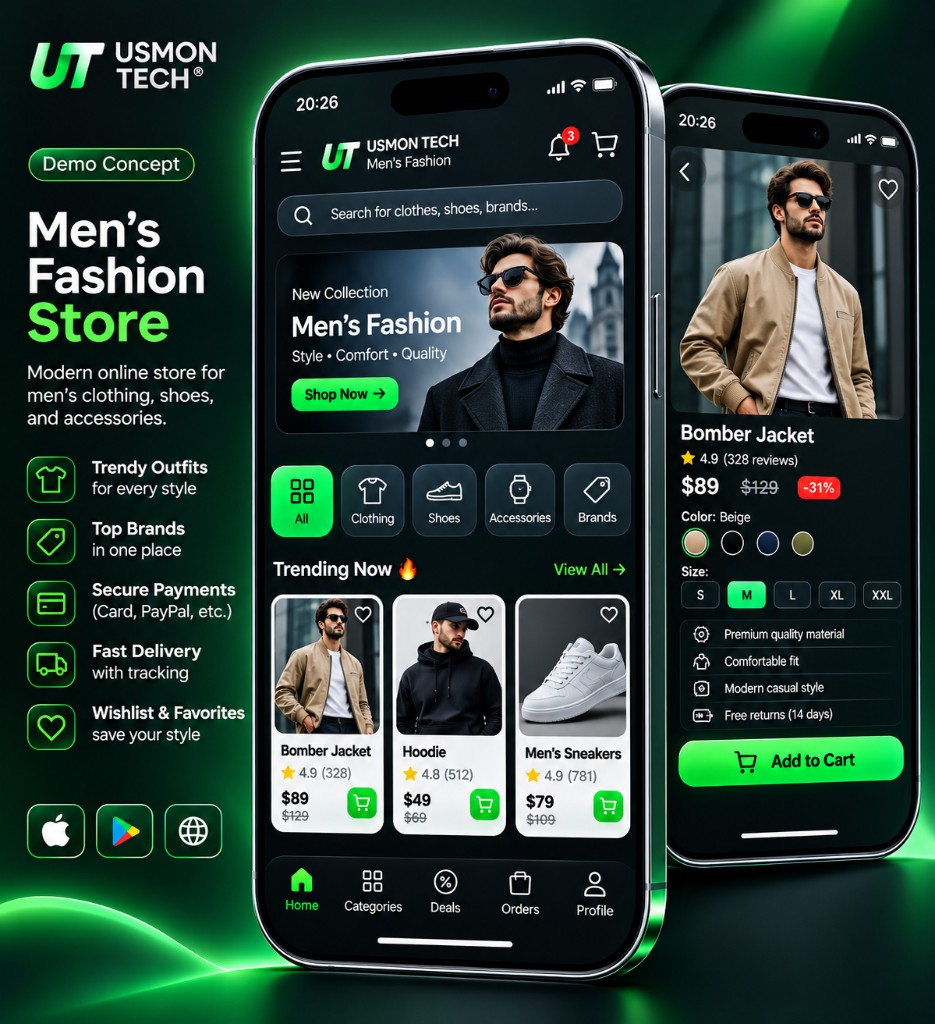 UT USMON
TECH®
Demo Concept
Men's
Fashion
Store
Modern online store for
men's clothing, shoes,
and accessories.
Trendy Outfits
for every style
Top Brands
in one place
Secure Payments
(Card, PayPal, etc.)
Fast Delivery
with tracking
Wishlist & Favorites
save your style
20:26
UT USMON TECH
Men's Fashion
3
Search for clothes, shoes, brands...
New Collection
Men's Fashion
Style • Comfort • Quality
Shop Now →
All
Clothing
Shoes
Accessories
Brands
Trending Now 🔥
View All →
Bomber Jacket
⭐ 4.9 (328)
$89
$129
Hoodie
⭐ 4.8 (512)
$49
$69
Men's Sneakers
⭐ 4.9 (781)
$79
$109
Home
Categories
Deals
Orders
Profile
20:26
Bomber Jacket
⭐ 4.9 (328 reviews)
$89 $129 -31%
Color: Beige
Size:
S M L XL XXL
Premium quality material
Comfortable fit
Modern casual style
Free returns (14 days)
Add to Cart